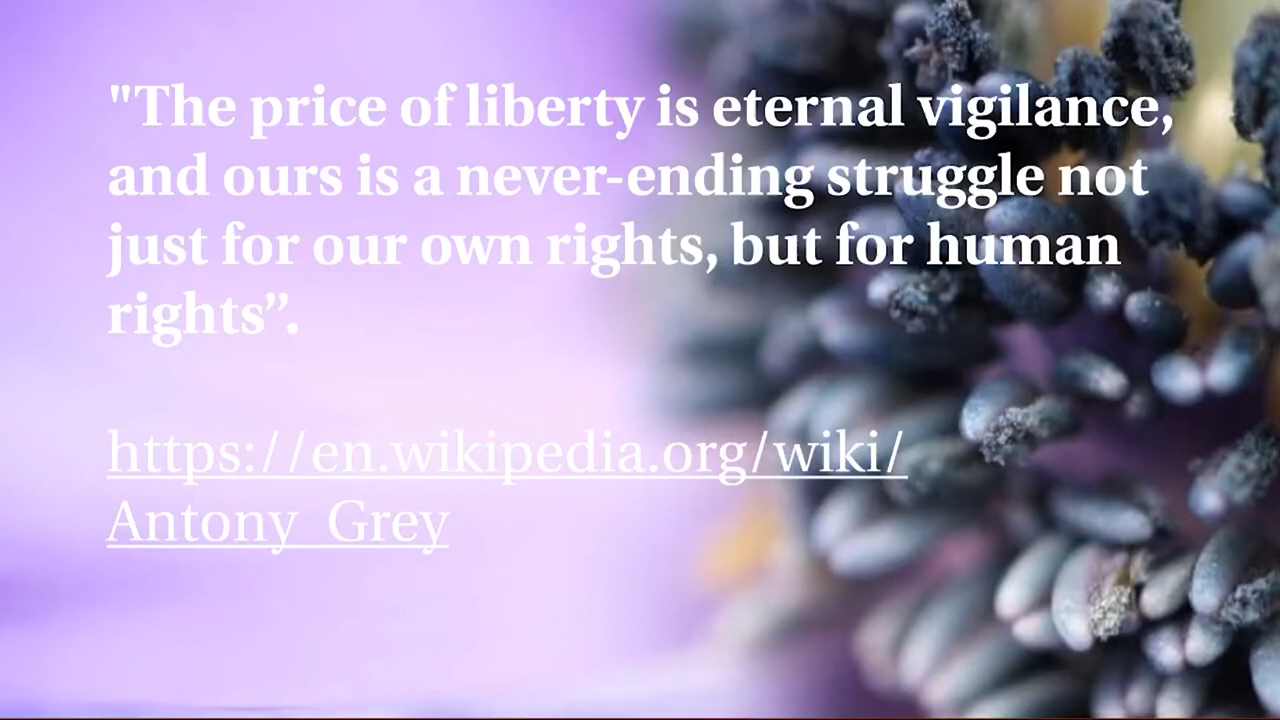 "The price of liberty is eternal vigilance,
and ours is a never-ending struggle not
just for our own rights, but for human
rights”.
https://en.wikipedia.org/wiki/
Antony_Grey